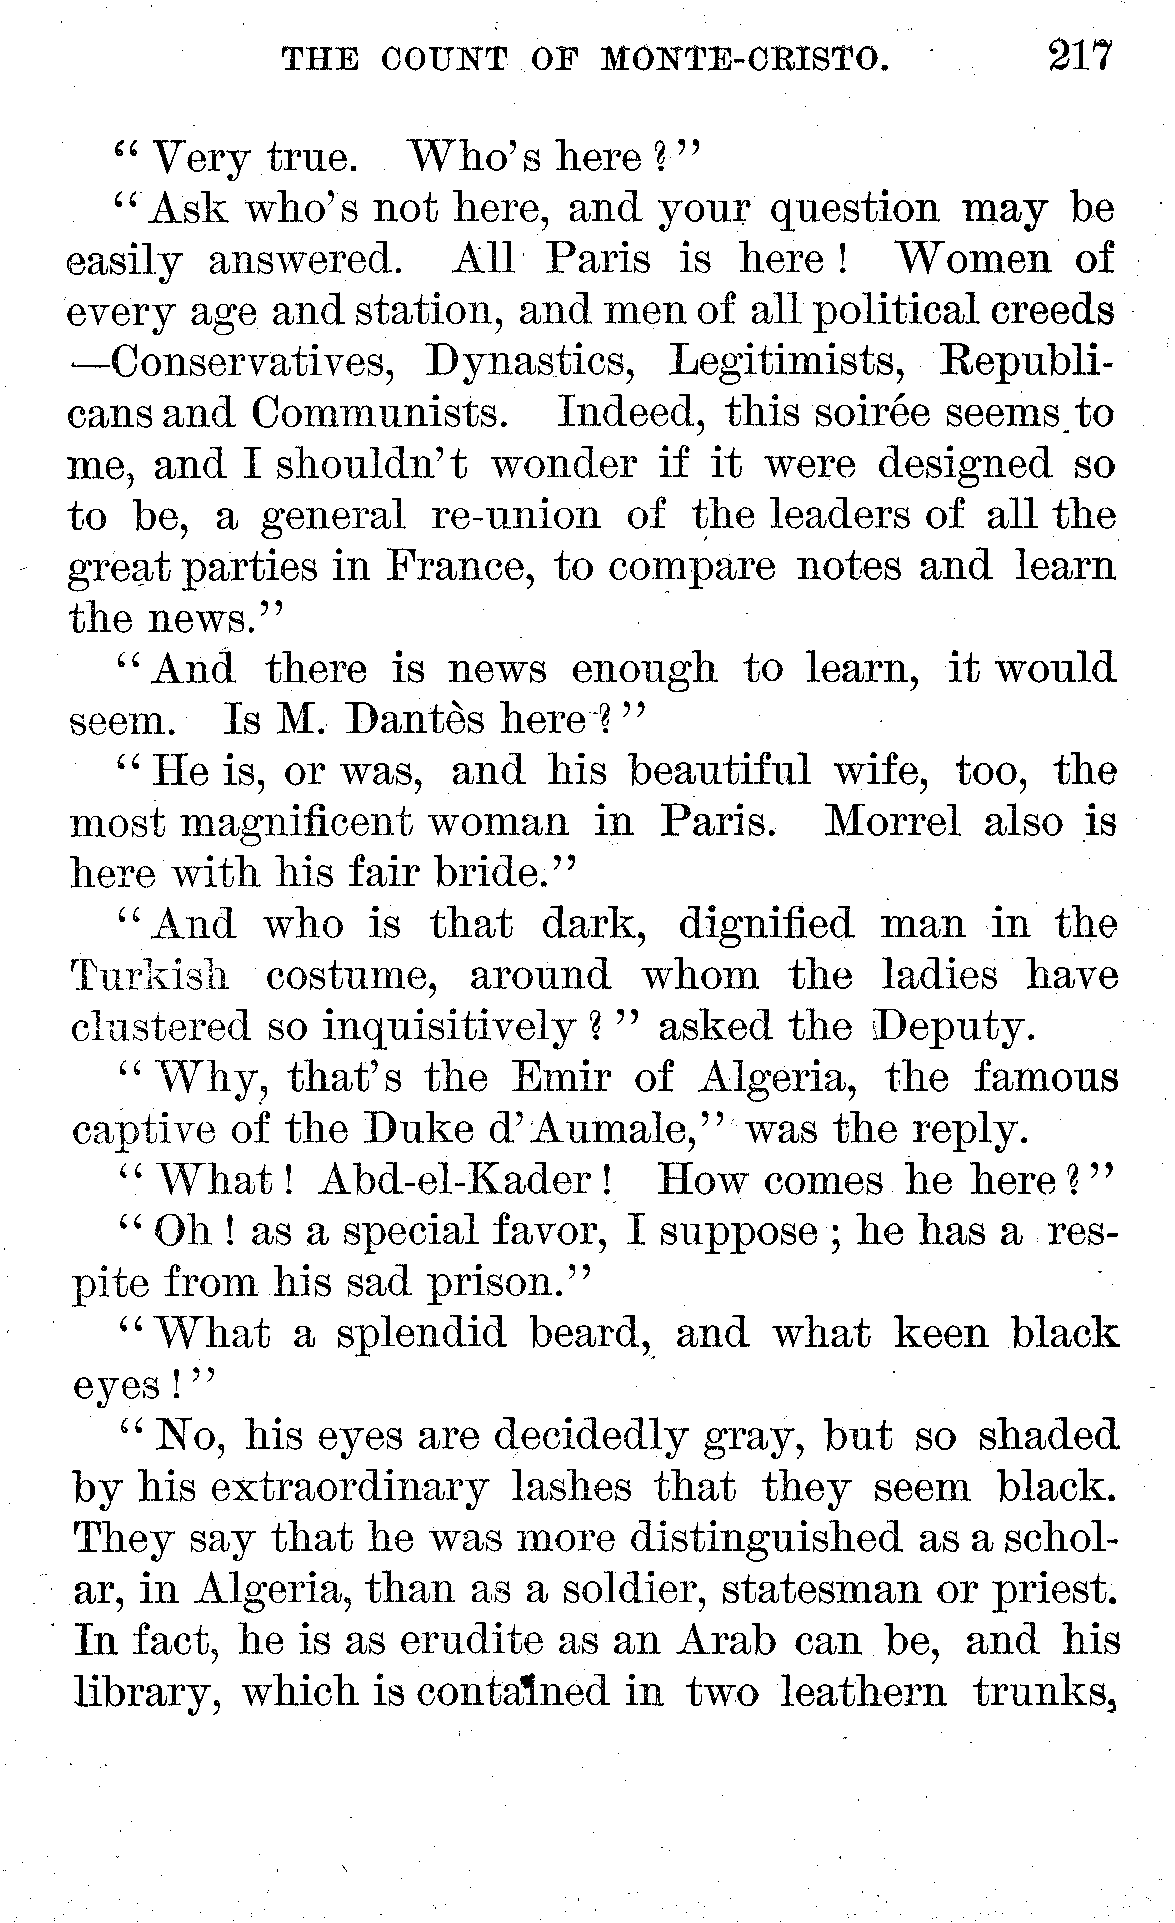 THE COUNT OF MONTE-CRISTO. 217
“Very true. Who's here?”
“Ask who's not here, and your question may be
easily answered. All Paris is here! Women of
every age and station, and men of all political creeds
—Conservatives, Dynastics, Legitimists, Republi-
cans and Communists. Indeed, this soirée seems to
me, and I shouldn't wonder if it were designed so
to be, a general re-union of the leaders of all the
great parties in France, to compare notes and learn
the news.”
“And there is news enough to learn, it would
seem. Is M. Dantès here?”
“He is, or was, and his beautiful wife, too, the
most magnificent woman in Paris. Morrel also is
here with his fair bride.”
“And who is that dark, dignified man in the
Turkish costume, around whom the ladies have
clustered so inquisitively?” asked the Deputy.
“Why, that's the Emir of Algeria, the famous
captive of the Duke d'Aumale,” was the reply.
“What! Abd-el-Kader! How comes he here?”
“Oh! as a special favor, I suppose; he has a res-
pite from his sad prison.”
“What a splendid beard, and what keen black
eyes!”
“No, his eyes are decidedly gray, but so shaded
by his extraordinary lashes that they seem black.
They say that he was more distinguished as a schol-
ar, in Algeria, than as a soldier, statesman or priest.
In fact, he is as erudite as an Arab can be, and his
library, which is contained in two leathern trunks,